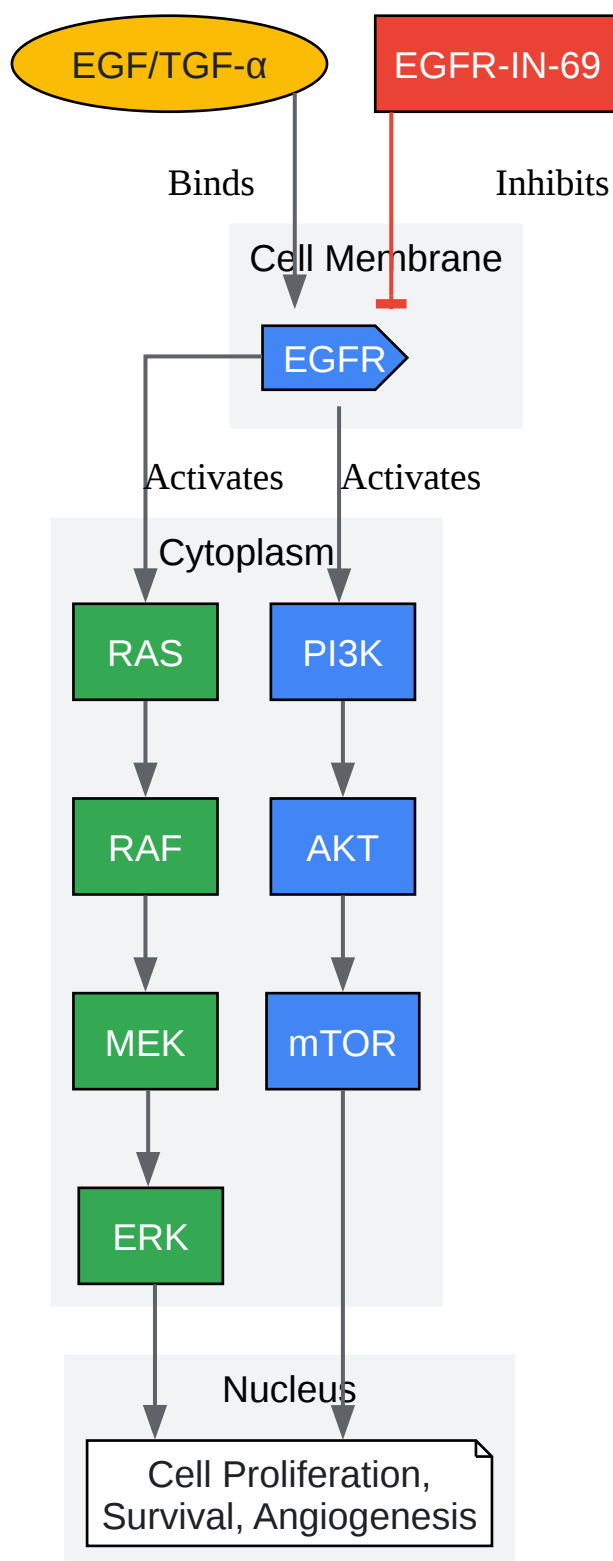 EGF/TGF-α
EGFR-IN-69
Binds
Inhibits
Cell Membrane
EGFR
Activates
Activates
Cytoplasm
RAS
PI3K
RAF
AKT
MEK
mTOR
ERK
Nucleus
Cell Proliferation,
Survival, Angiogenesis